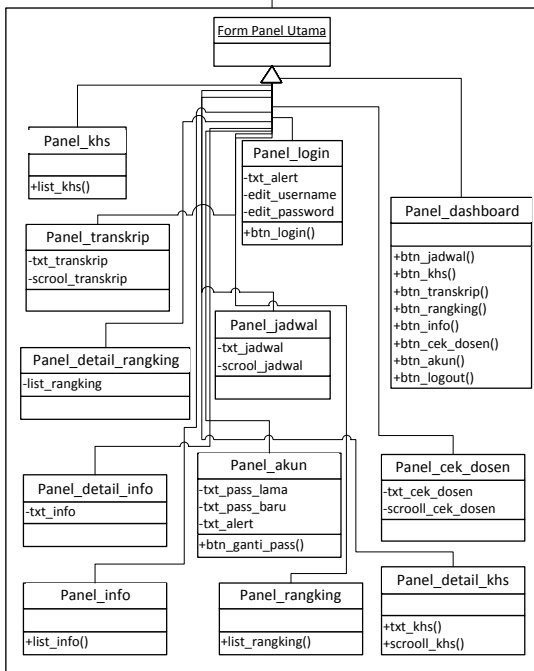 Form Panel Utama
Panel_khs
+list_khs()
Panel_login
-txt_alert
-edit_username
-edit_password
+btn_login()
Panel_dashboard
+btn_jadwal()
+btn_khs()
+btn_transkrip()
+btn_rangking()
+btn_info()
+btn_cek_dosen()
+btn_akun()
+btn_logout()
Panel_transkrip
-txt_transkrip
-scrool_transkrip
Panel_jadwal
-txt_jadwal
-scrool_jadwal
Panel_detail_rangking
-list_rangking
Panel_akun
-txt_pass_lama
-txt_pass_baru
-txt_alert
+btn_ganti_pass()
Panel_cek_dosen
-txt_cek_dosen
-scrooll_cek_dosen
Panel_detail_info
-txt_info
Panel_info
+list_info()
Panel_rangking
+list_rangking()
Panel_detail_khs
+txt_khs()
+scrooll_khs()